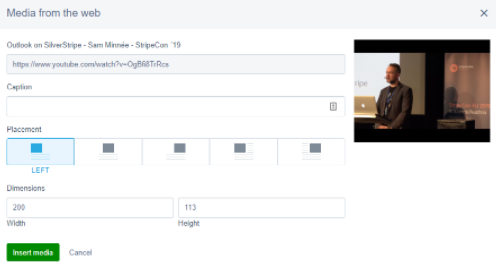 Media from the web
Outlook on SilverStripe - Sam Minnée - StripeCon ´19
https://www.youtube.com/watch?v=OgB68TrRcs
Caption
Placement
LEFT
Dimensions
200
113
Width
Height
Insert media
Cancel